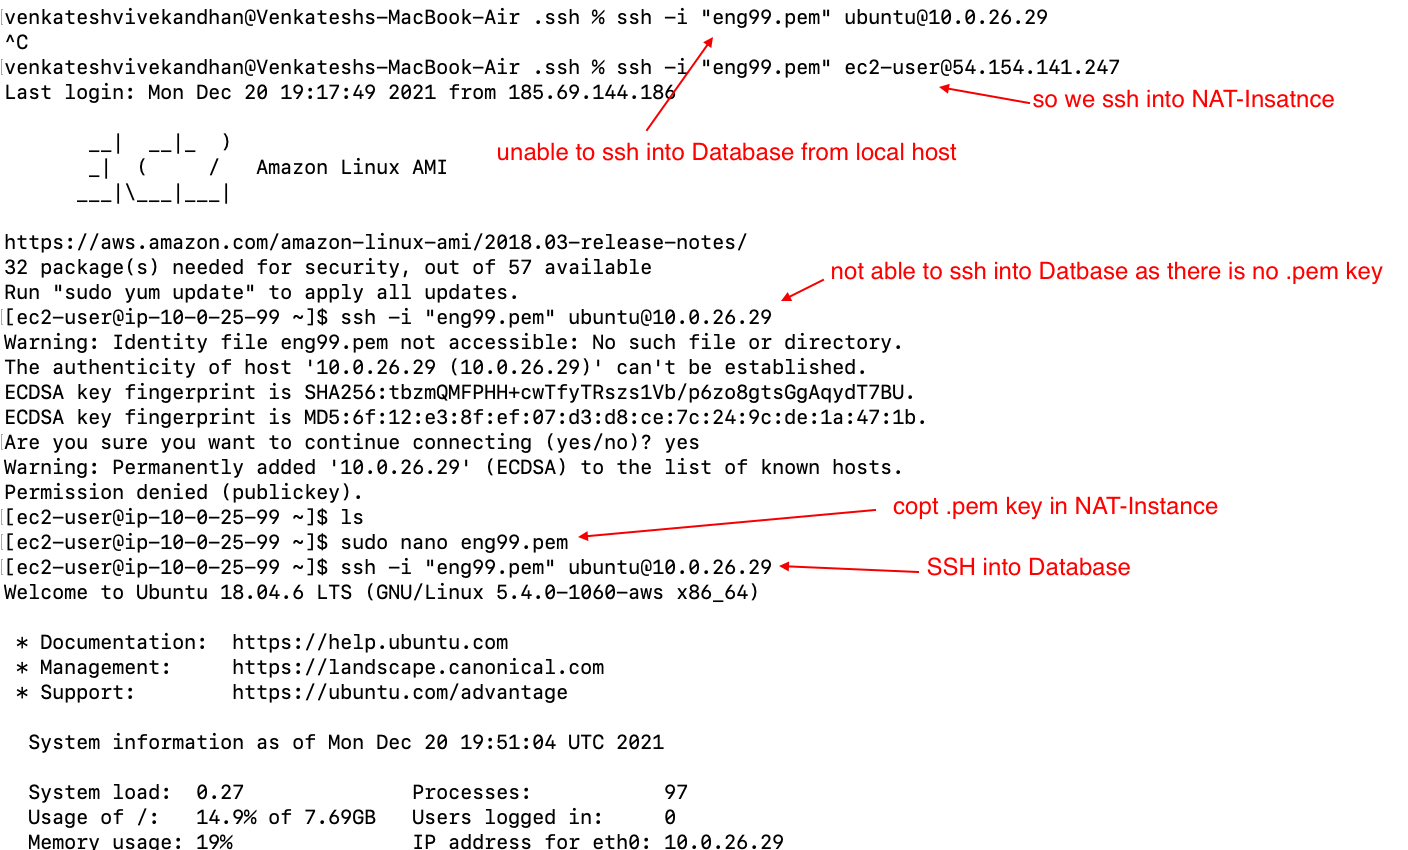 venkateshvivekandhan@Venkateshs-MacBook-Air .ssh % ssh -i "eng99.pem" ubuntu@10.0.26.29
^C
venkateshvivekandhan@Venkateshs-MacBook-Air .ssh % ssh -i "eng99.pem" ec2-user@54.154.141.247
Last login: Mon Dec 20 19:17:49 2021 from 185.69.144.186
so we ssh into NAT-Insatnce
unable to ssh into Database from local host
       __|  __|_  )
       _|  (     /   Amazon Linux AMI
      ___|\___|___|
https://aws.amazon.com/amazon-linux-ami/2018.03-release-notes/
32 package(s) needed for security, out of 57 available
not able to ssh into Datbase as there is no .pem key
Run "sudo yum update" to apply all updates.
[ec2-user@ip-10-0-25-99 ~]$ ssh -i "eng99.pem" ubuntu@10.0.26.29
Warning: Identity file eng99.pem not accessible: No such file or directory.
The authenticity of host '10.0.26.29 (10.0.26.29)' can't be established.
ECDSA key fingerprint is SHA256:tbzmQMFPHH+cwTfyTRszs1Vb/p6zo8gtsGgAqydT7BU.
ECDSA key fingerprint is MD5:6f:12:e3:8f:ef:07:d3:d8:ce:7c:24:9c:de:1a:47:1b.
Are you sure you want to continue connecting (yes/no)? yes
Warning: Permanently added '10.0.26.29' (ECDSA) to the list of known hosts.
Permission denied (publickey).
copt .pem key in NAT-Instance
[ec2-user@ip-10-0-25-99 ~]$ ls
[ec2-user@ip-10-0-25-99 ~]$ sudo nano eng99.pem
[ec2-user@ip-10-0-25-99 ~]$ ssh -i "eng99.pem" ubuntu@10.0.26.29
SSH into Database
Welcome to Ubuntu 18.04.6 LTS (GNU/Linux 5.4.0-1060-aws x86_64)
 * Documentation:  https://help.ubuntu.com
 * Management:     https://landscape.canonical.com
 * Support:        https://ubuntu.com/advantage
  System information as of Mon Dec 20 19:51:04 UTC 2021
  System load:  0.27              Processes:           97
  Usage of /:   14.9% of 7.69GB   Users logged in:     0
  Memory usage: 19%               IP address for eth0: 10.0.26.29